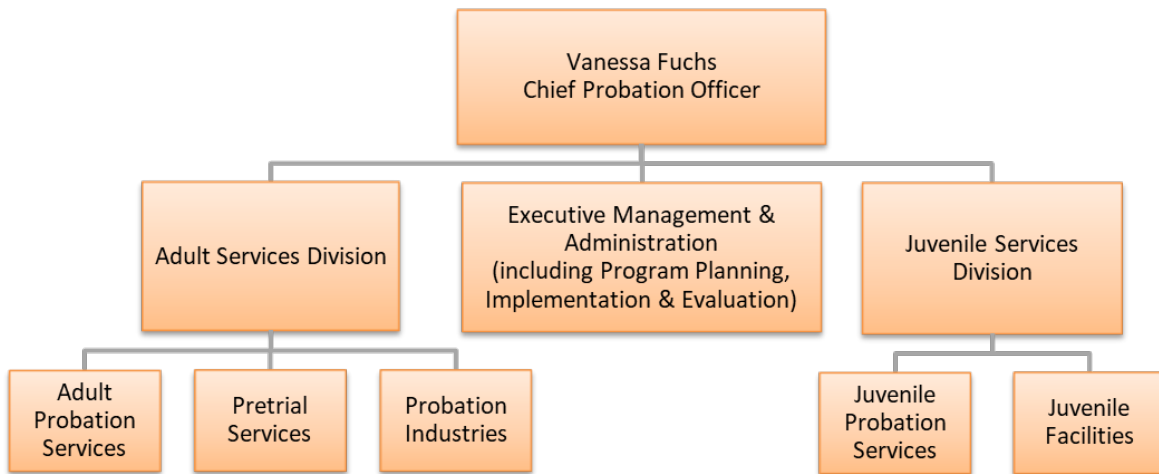 Vanessa Fuchs
Chief Probation Officer
Adult Services Division
Executive Management &
Administration
(including Program Planning,
Implementation & Evaluation)
Juvenile Services
Division
Adult
Probation
Services
Pretrial
Services
Probation
Industries
Juvenile
Probation
Services
Juvenile
Facilities